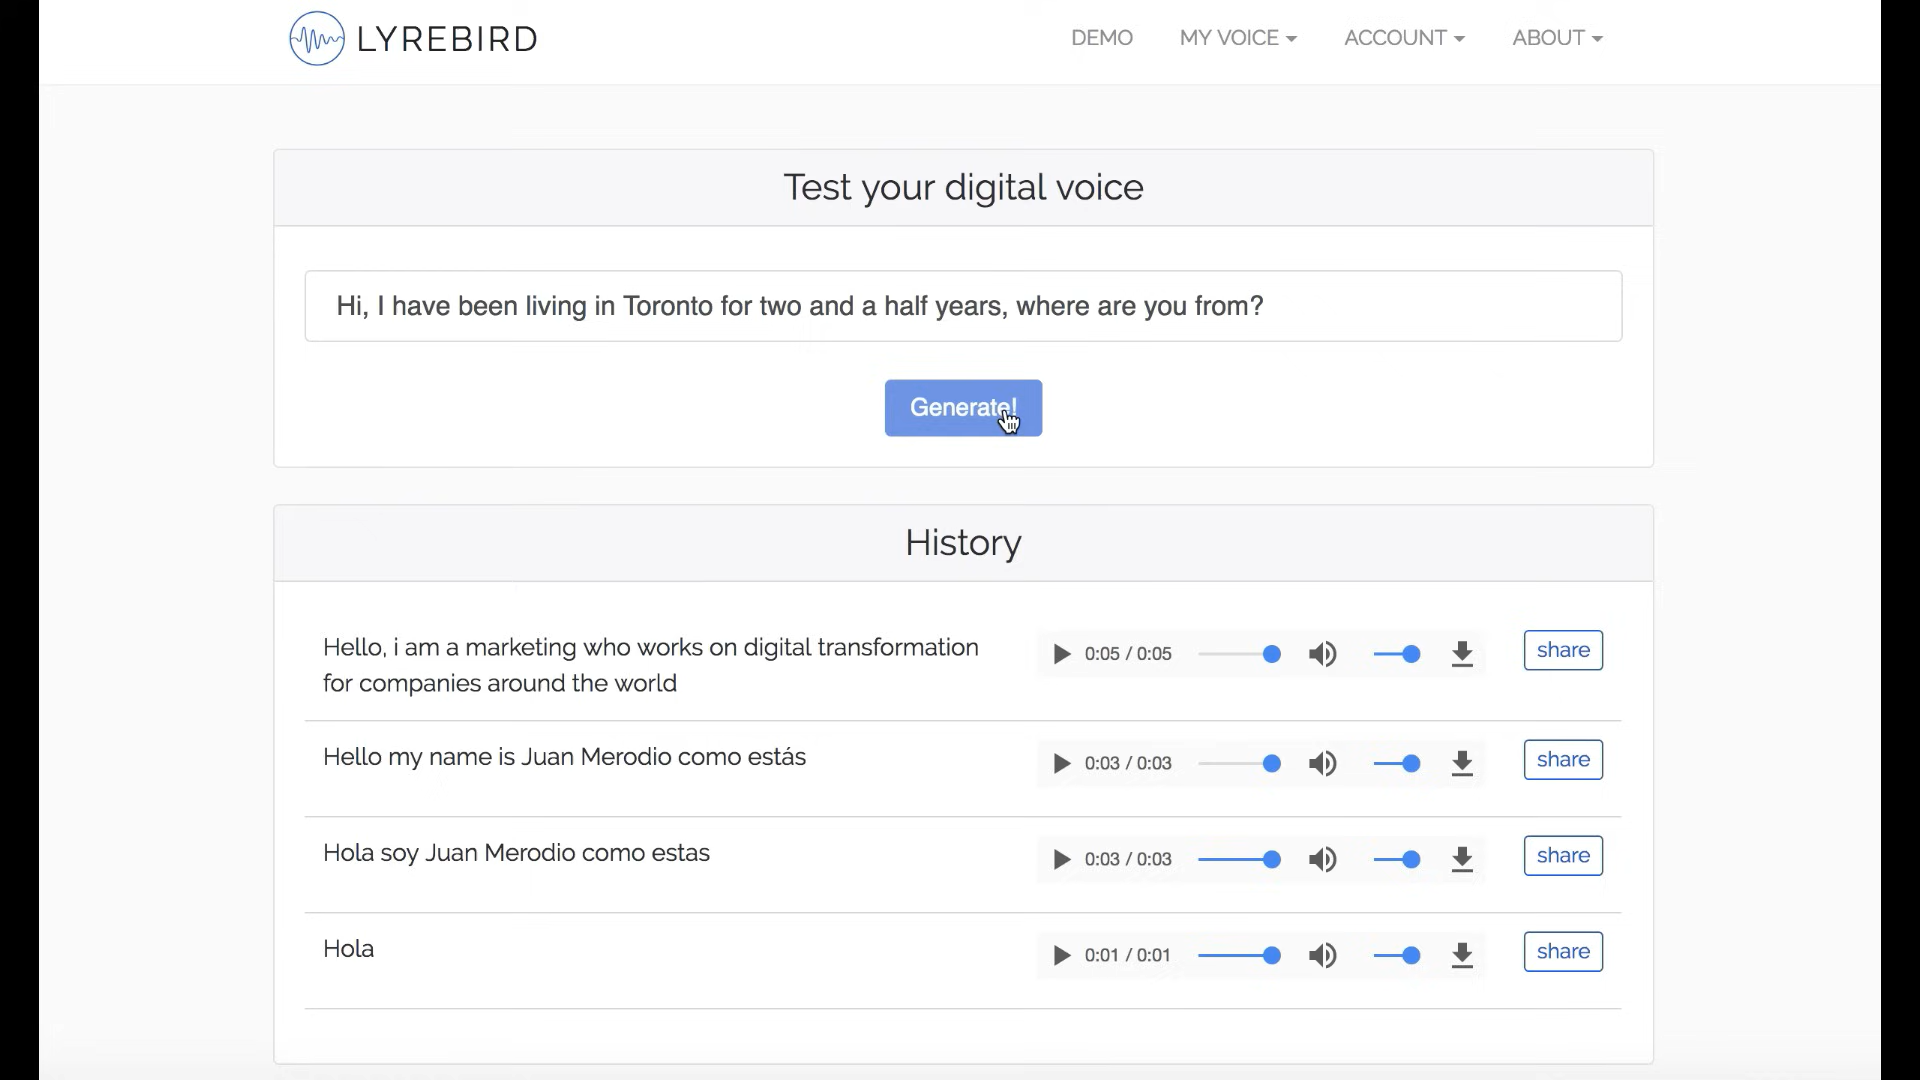 LYREBIRD
DEMO MY VOICE ACCOUNT ABOUT
Test your digital voice
Hi, I have been living in Toronto for two and a half years, where are you from?
Generate!
History
Hello, i am a marketing who works on digital transformation
for companies around the world
0:05 / 0:05
share
Hello my name is Juan Merodio como estás
0:03 / 0:03
share
Hola soy Juan Merodio como estas
0:03 / 0:03
share
Hola
0:01 / 0:01
share